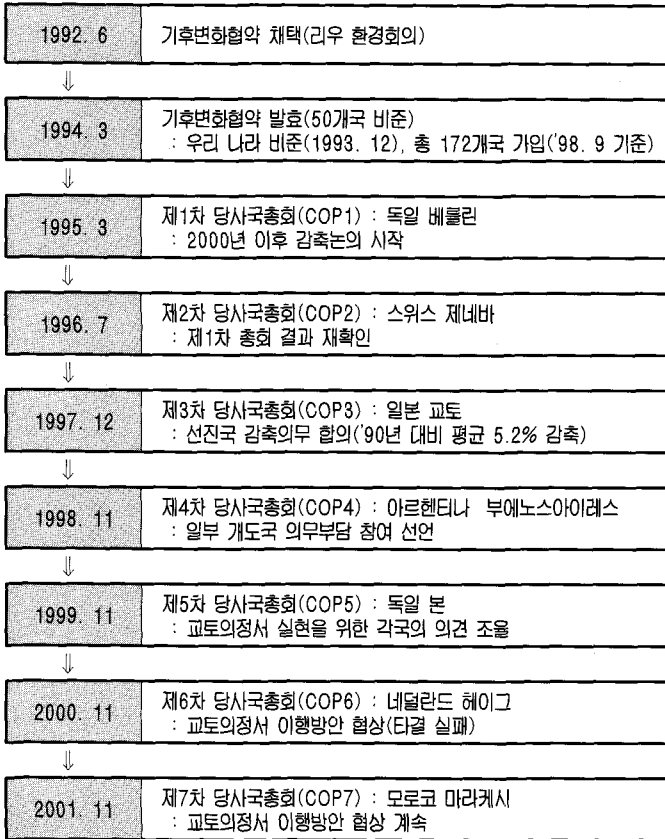 1992. 6
기후변화협약 채택(리우 환경회의)
⇓
1994. 3
기후변화협약 발효(50개국 비준)
: 우리 나라 비준(1993. 12), 총 172개국 가입('98. 9 기준)
⇓
1995. 3
제1차 당사국총회(COP1) : 독일 베를린
: 2000년 이후 감축논의 시작
⇓
1996. 7
제2차 당사국총회(COP2) : 스위스 제네바
: 제1차 총회 결과 재확인
⇓
1997. 12
제3차 당사국총회(COP3) : 일본 교토
: 선진국 감축의무 합의('90년 대비 평균 5.2% 감축)
⇓
1998. 11
제4차 당사국총회(COP4) : 아르헨티나 부에노스아이레스
: 일부 개도국 의무부담 참여 선언
⇓
1999. 11
제5차 당사국총회(COP5) : 독일 본
: 교토의정서 실현을 위한 각국의 의견 조율
⇓
2000. 11
제6차 당사국총회(COP6) : 네덜란드 헤이그
: 교토의정서 이행방안 협상(타결 실패)
⇓
2001. 11
제7차 당사국총회(COP7) : 모로코 마라케시
: 교토의정서 이행방안 협상 계속